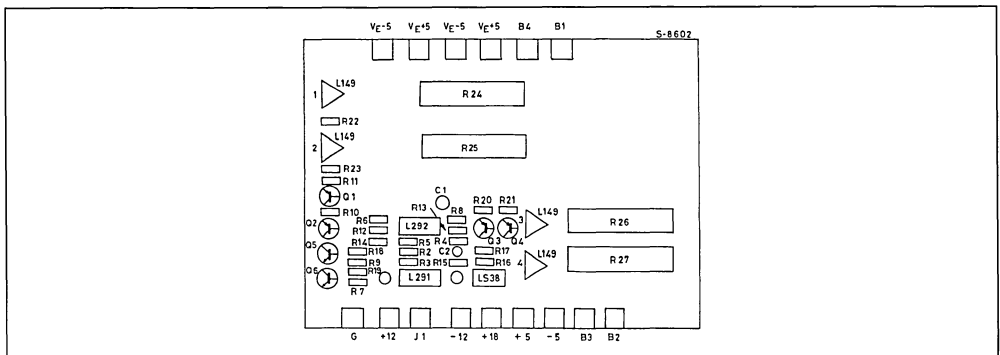 VE-5 VE+5 VE-5 VE+5 B4 B1
S-8602
1 L149 R24
R22
2 L149 R25
R23
R11
Q1 C1
R10 R13 R8 R20 R21
Q2 R6 L292 3 L149 R26
R12
R14 R5 R4 Q3 Q4
Q5 R18 R2 C2 R17
R9 R3 R15 R16 4 L149 R27
Q6 R19 L291 LS38
R7
G +12 J1 -12 +18 +5 -5 B3 B2